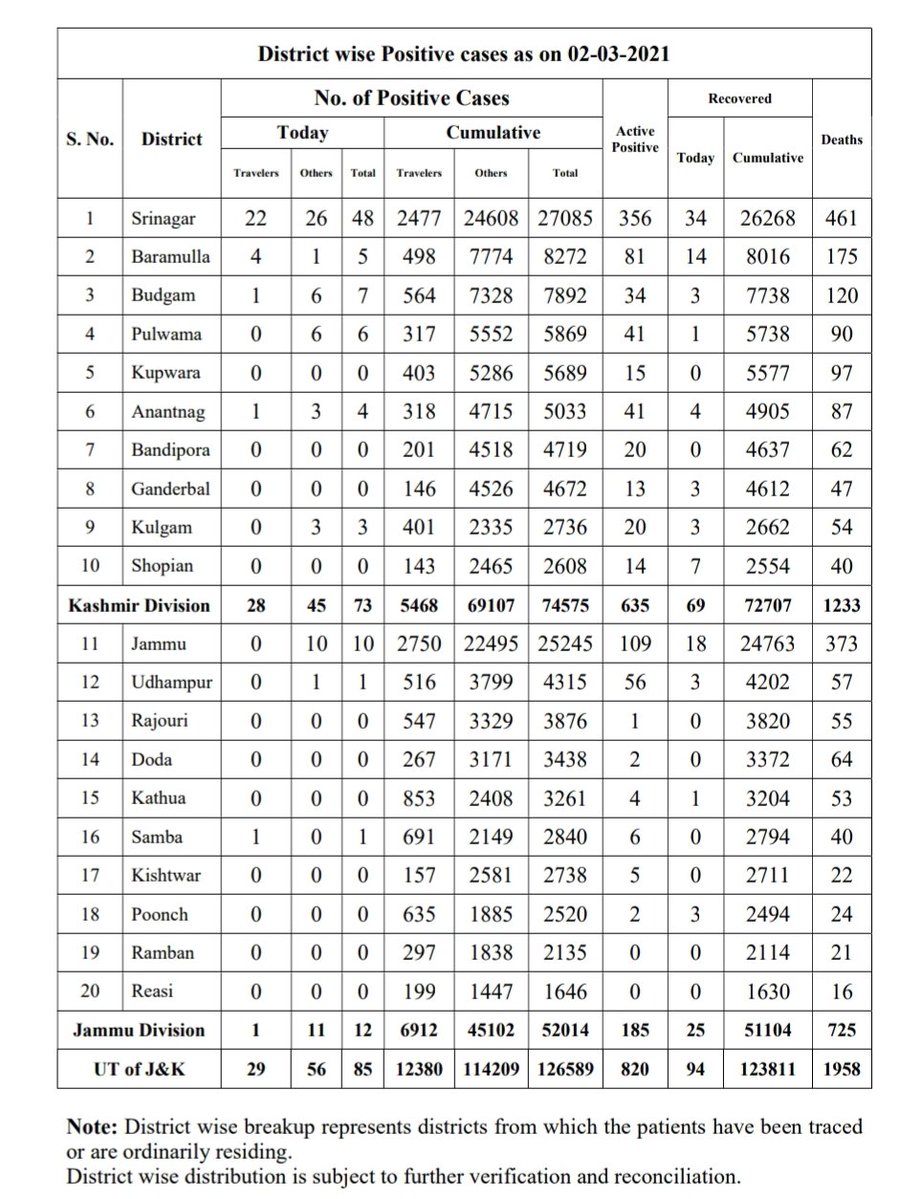 District wise Positive cases as on 02-03-2021
S. No. District No. of Positive Cases Active Positive Recovered Deaths
Today Cumulative Today Cumulative
Travelers Others Total Travelers Others Total
1 Srinagar 22 26 48 2477 24608 27085 356 34 26268 461
2 Baramulla 4 1 5 498 7774 8272 81 14 8016 175
3 Budgam 1 6 7 564 7328 7892 34 3 7738 120
4 Pulwama 0 6 6 317 5552 5869 41 1 5738 90
5 Kupwara 0 0 0 403 5286 5689 15 0 5577 97
6 Anantnag 1 3 4 318 4715 5033 41 4 4905 87
7 Bandipora 0 0 0 201 4518 4719 20 0 4637 62
8 Ganderbal 0 0 0 146 4526 4672 13 3 4612 47
9 Kulgam 0 3 3 401 2335 2736 20 3 2662 54
10 Shopian 0 0 0 143 2465 2608 14 7 2554 40
Kashmir Division 28 45 73 5468 69107 74575 635 69 72707 1233
11 Jammu 0 10 10 2750 22495 25245 109 18 24763 373
12 Udhampur 0 1 1 516 3799 4315 56 3 4202 57
13 Rajouri 0 0 0 547 3329 3876 1 0 3820 55
14 Doda 0 0 0 267 3171 3438 2 0 3372 64
15 Kathua 0 0 0 853 2408 3261 4 1 3204 53
16 Samba 1 0 1 691 2149 2840 6 0 2794 40
17 Kishtwar 0 0 0 157 2581 2738 5 0 2711 22
18 Poonch 0 0 0 635 1885 2520 2 3 2494 24
19 Ramban 0 0 0 297 1838 2135 0 0 2114 21
20 Reasi 0 0 0 199 1447 1646 0 0 1630 16
Jammu Division 1 11 12 6912 45102 52014 185 25 51104 725
UT of J&K 29 56 85 12380 114209 126589 820 94 123811 1958
Note: District wise breakup represents districts from which the patients have been traced
or are ordinarily residing.
District wise distribution is subject to further verification and reconciliation.